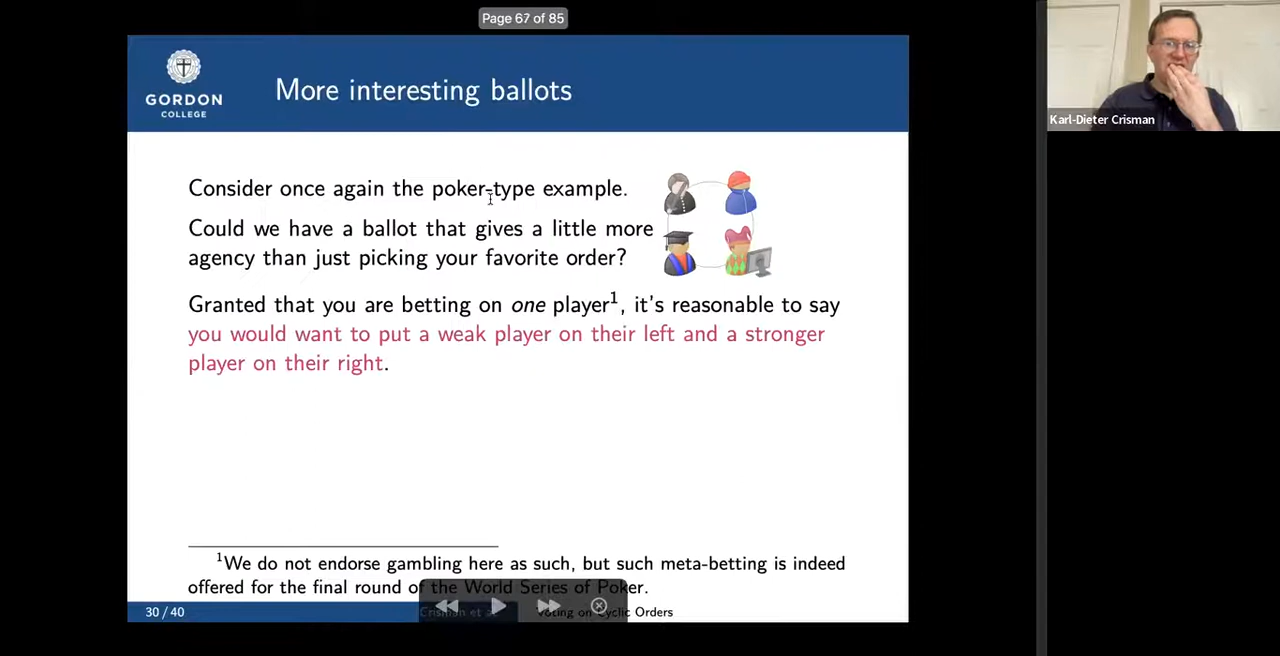 Page 67 of 85
GORDON
COLLEGE
More interesting ballots
Karl-Dieter Crisman
Consider once again the poker-type example.
Could we have a ballot that gives a little more
agency than just picking your favorite order?
Granted that you are betting on one player¹, it's reasonable to say
you would want to put a weak player on their left and a stronger
player on their right.
¹We do not endorse gambling here as such, but such meta-betting is indeed
offered for the final round of the World Series of Poker.
30 / 40
Crisman et al
Voting on Cyclic Orders